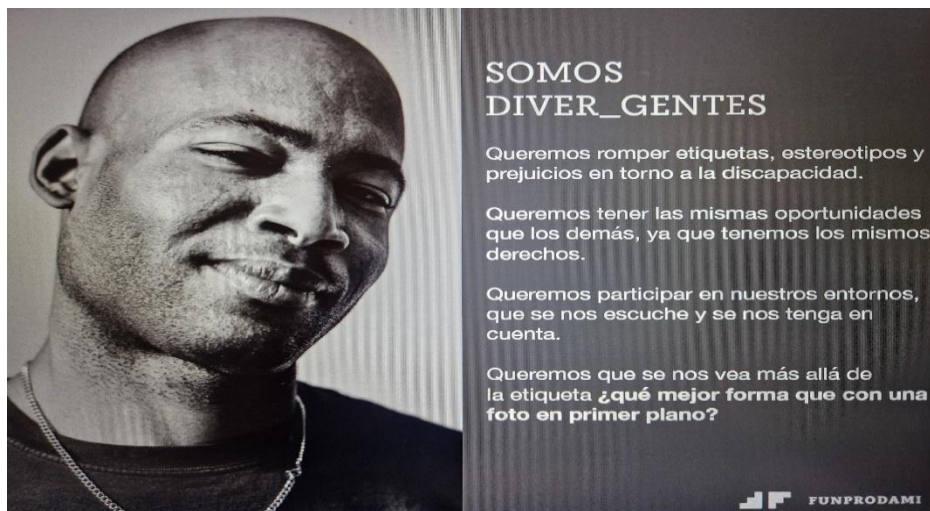 SOMOS
DIVER_GENTES
Queremos romper etiquetas, estereotipos y
prejuicios en torno a la discapacidad.
Queremos tener las mismas oportunidades
que los demás, ya que tenemos los mismos
derechos.
Queremos participar en nuestros entornos,
que se nos escuche y se nos tenga en
cuenta.
Queremos que se nos vea más allá de
la etiqueta ¿qué mejor forma que con una
foto en primer plano?
FUNPRODAMI